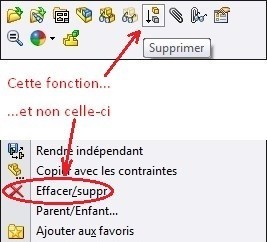 Supprimer
Cette fonction...
...et non celle-ci
Rendre indépendant
Copier avec les contraintes
Effacer/suppr
Parent/Enfant...
Ajouter aux favoris